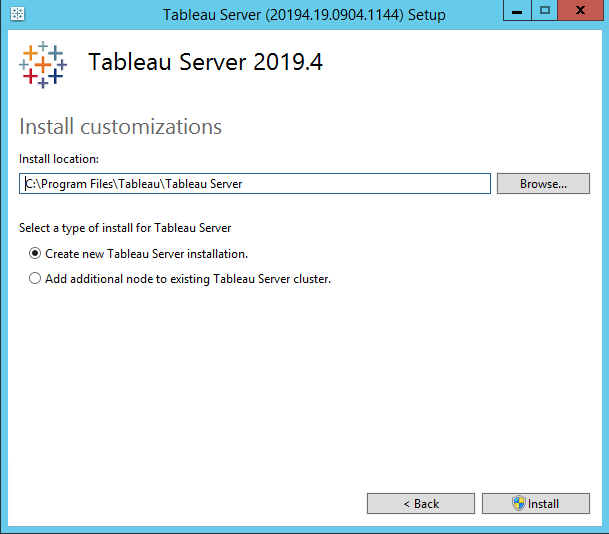 Tableau Server (20194.19.0904.1144) Setup
Tableau Server 2019.4
Install customizations
Install location:
C:\Program Files\Tableau\Tableau Server
Browse...
Select a type of install for Tableau Server
Create new Tableau Server installation.
Add additional node to existing Tableau Server cluster.
< Back
Install